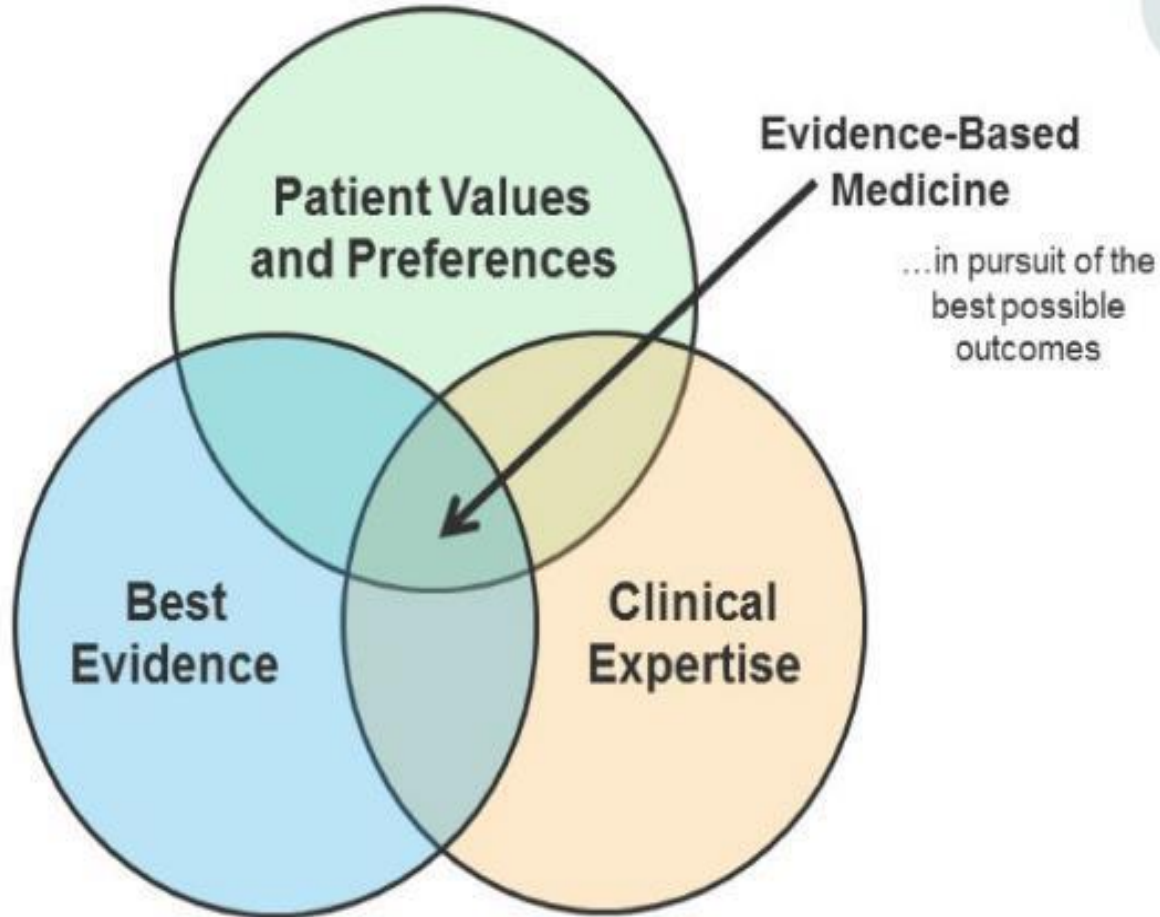 Patient Values
and Preferences
Evidence-Based
Medicine
...in pursuit of the
best possible
outcomes
Best
Evidence
Clinical
Expertise